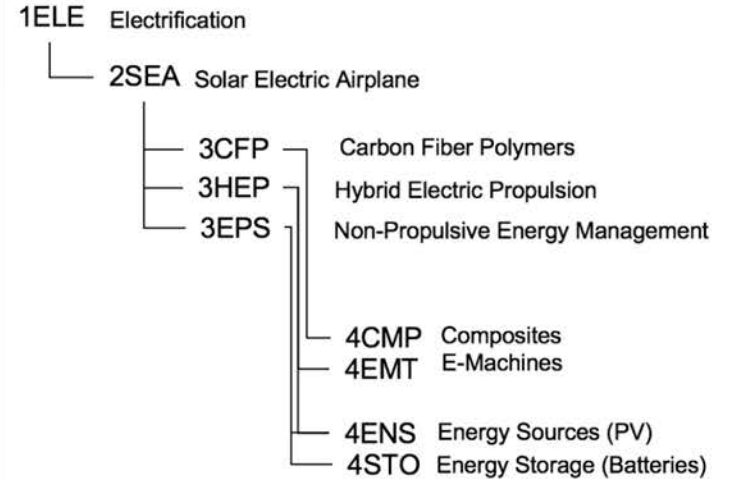 1ELE Electrification
2SEA Solar Electric Airplane
3CFP Carbon Fiber Polymers
3HEP Hybrid Electric Propulsion
3EPS Non-Propulsive Energy Management
4CMP Composites
4EMT E-Machines
4ENS Energy Sources (PV)
4STO Energy Storage (Batteries)